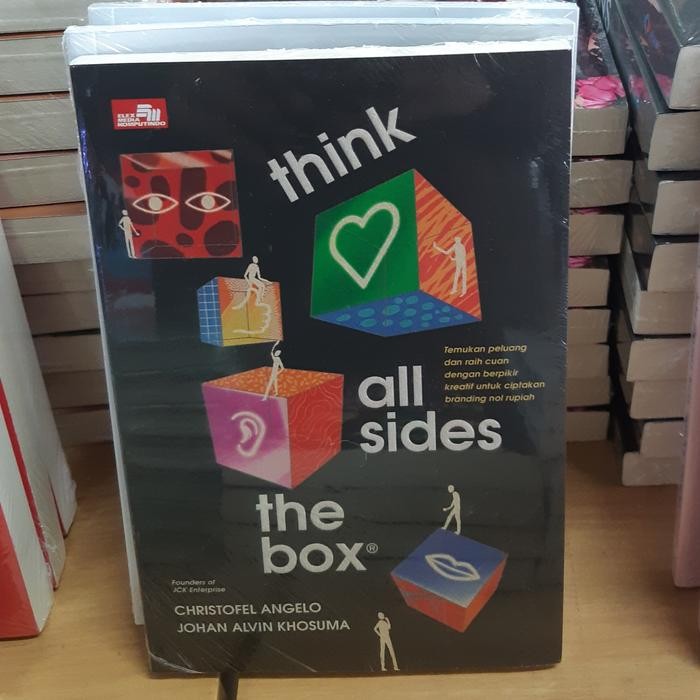 ELEX
MEDIA
KOMPUTINDO
think
Temukan peluang
dan raih cuan
dengan berpikir
kreatif untuk ciptakan
branding nol rupiah
all
sides
the
box®
Founders of
JCK Enterprise
CHRISTOFEL ANGELO
JOHAN ALVIN KHOSUMA